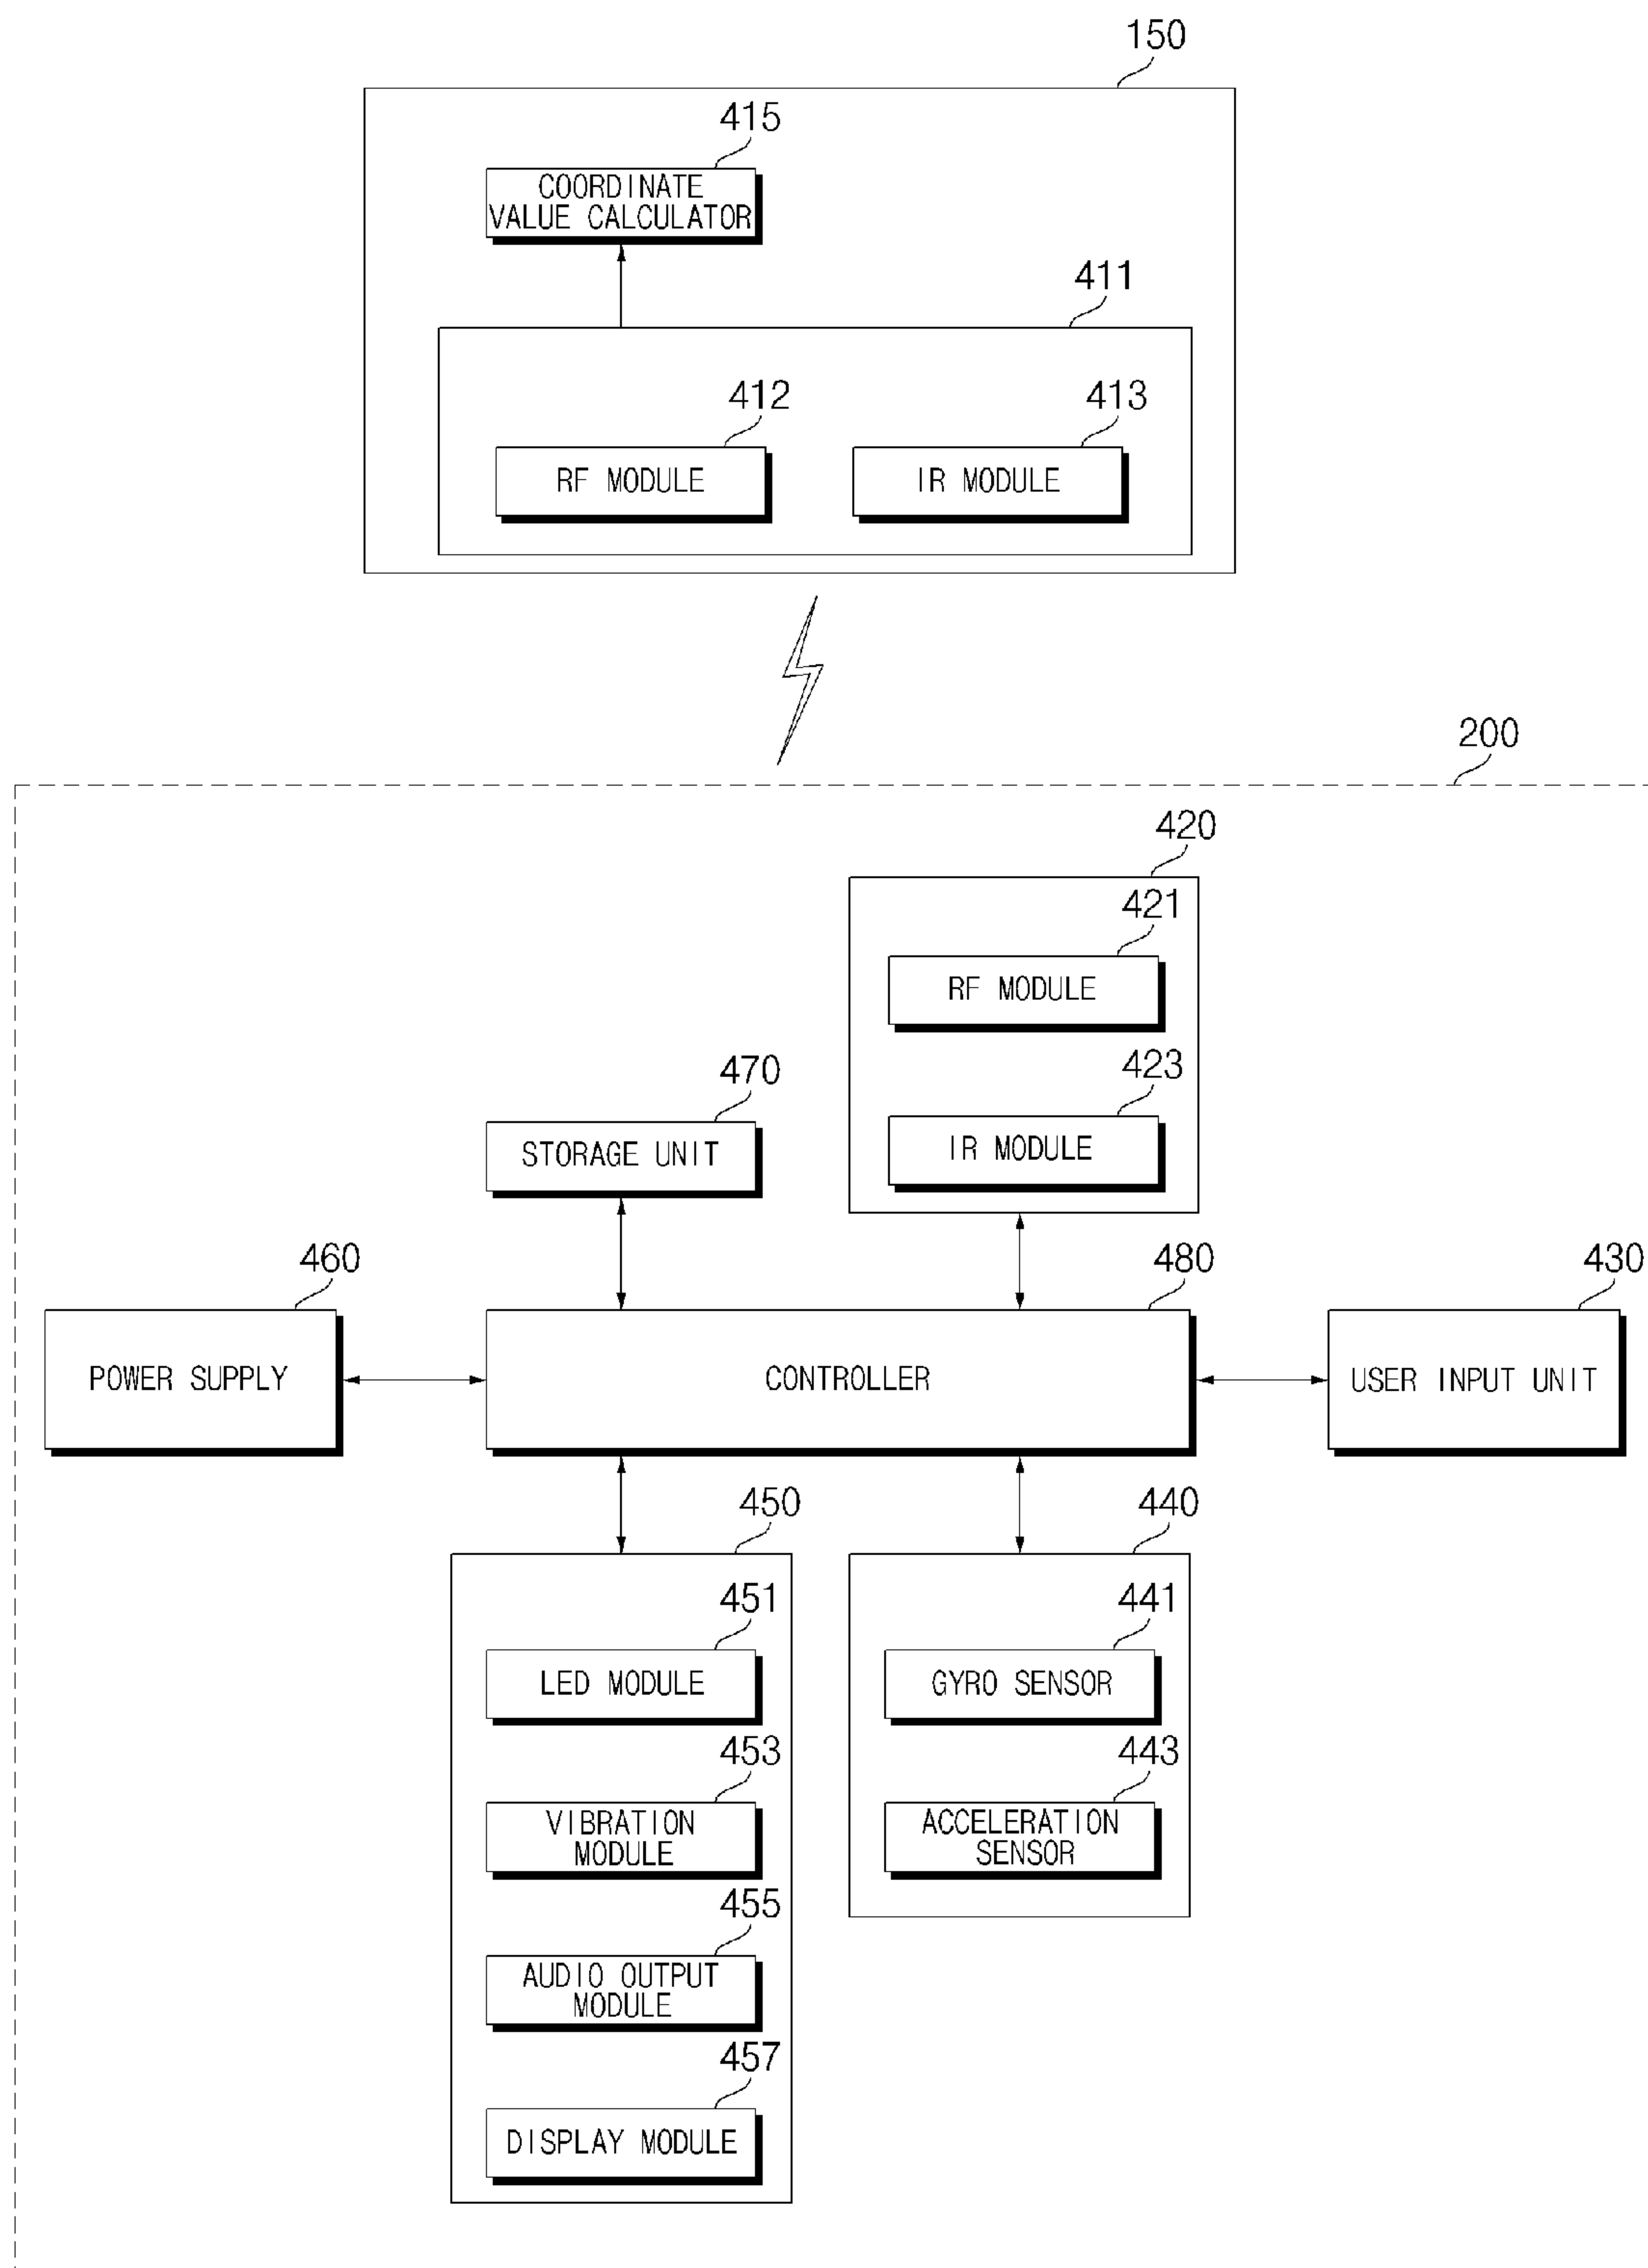 150
415
COORDINATE
VALUE CALCULATOR
411
412
413
RF MODULE
IR MODULE
200
420
421
RF MODULE
470
423
STORAGE UNIT
IR MODULE
460
480
430
POWER SUPPLY
CONTROLLER
USER INPUT UNIT
450
440
451
441
LED MODULE
GYRO SENSOR
453
443
VIBRATION
MODULE
ACCELERATION
SENSOR
455
AUDIO OUTPUT
MODULE
457
DISPLAY MODULE